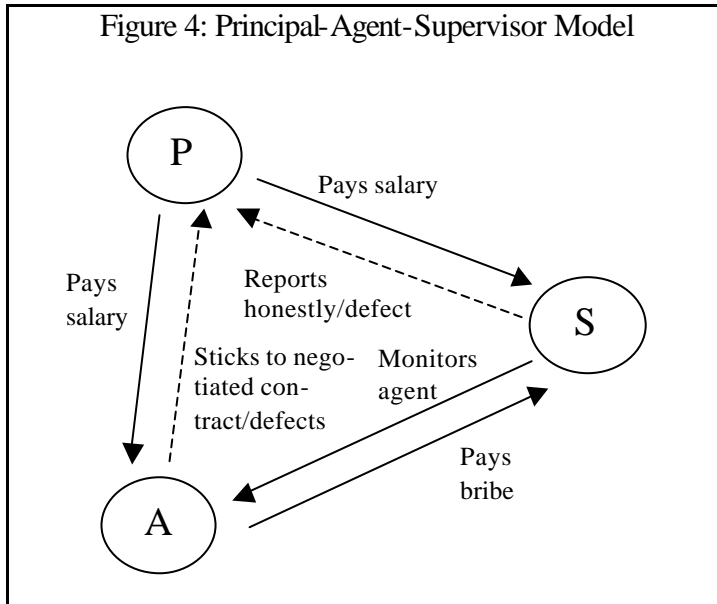 Figure 4: Principal-Agent-Supervisor Model
P
Pays salary
Pays
salary
Reports
honestly/defect
S
Sticks to nego-
tiated con-
tract/defects
Monitors
agent
Pays
bribe
A